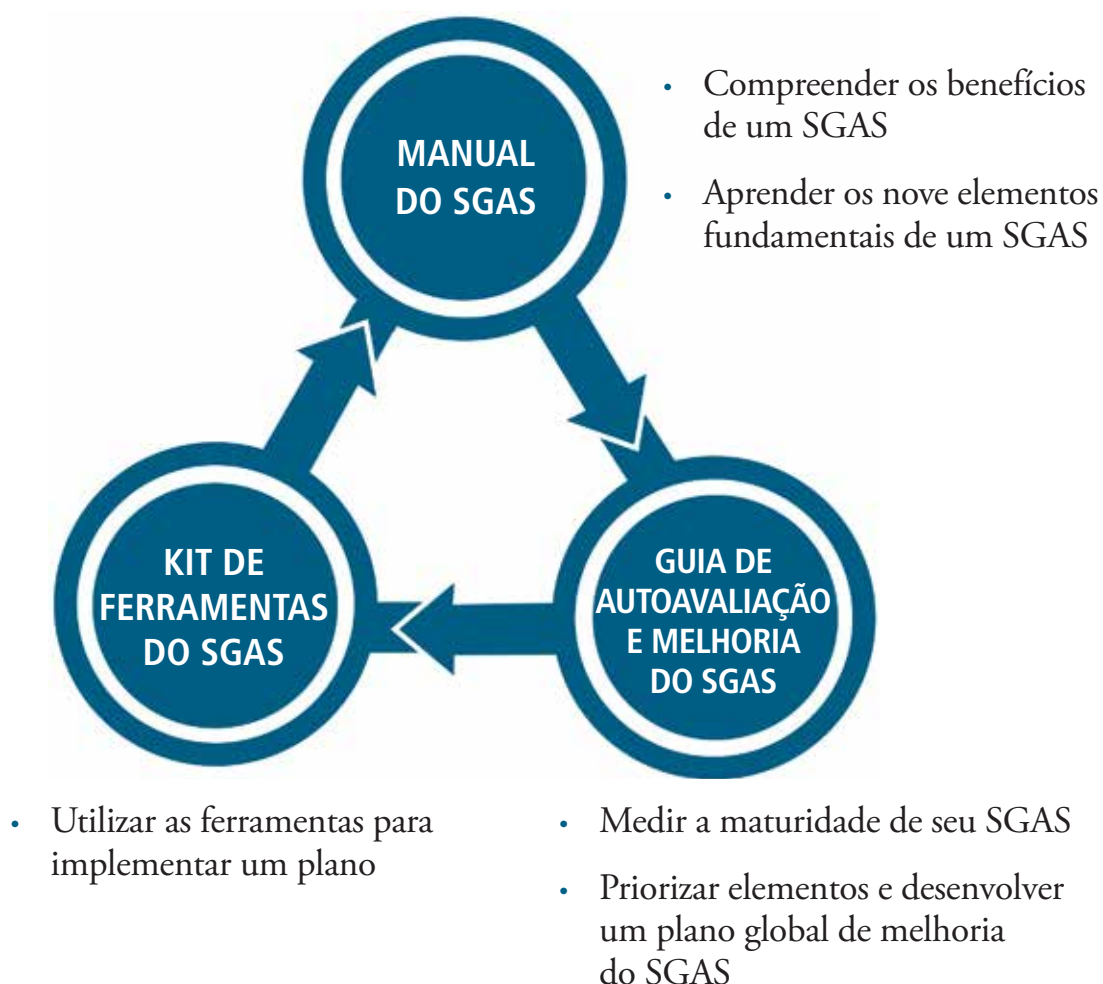 MANUAL
DO SGAS
• Compreender os benefícios
de um SGAS
• Aprender os nove elementos
fundamentais de um SGAS
KIT DE
FERRAMENTAS
DO SGAS
GUIA DE
AUTOAVALIAÇÃO
E MELHORIA
DO SGAS
• Utilizar as ferramentas para
implementar um plano
• Medir a maturidade de seu SGAS
• Priorizar elementos e desenvolver
um plano global de melhoria
do SGAS